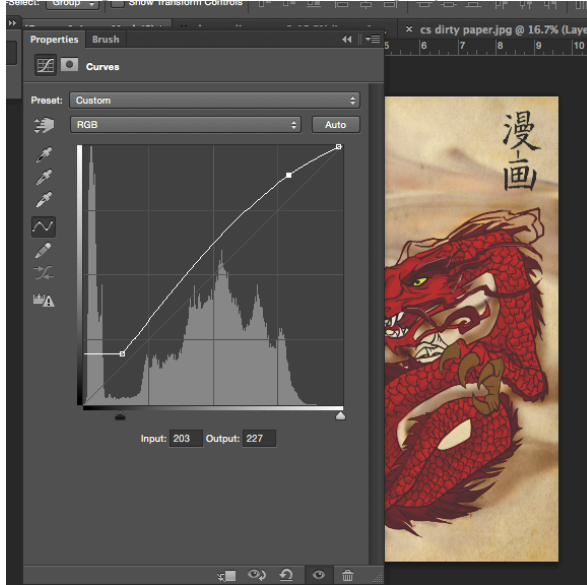 Select: Group Show Transform Controls
× cs dirty paper.jpg @ 16.7% (Laye
Properties Brush
5 6 7 8 9 10
Curves
Preset: Custom
RGB Auto
漫画
Input: 203 Output: 227